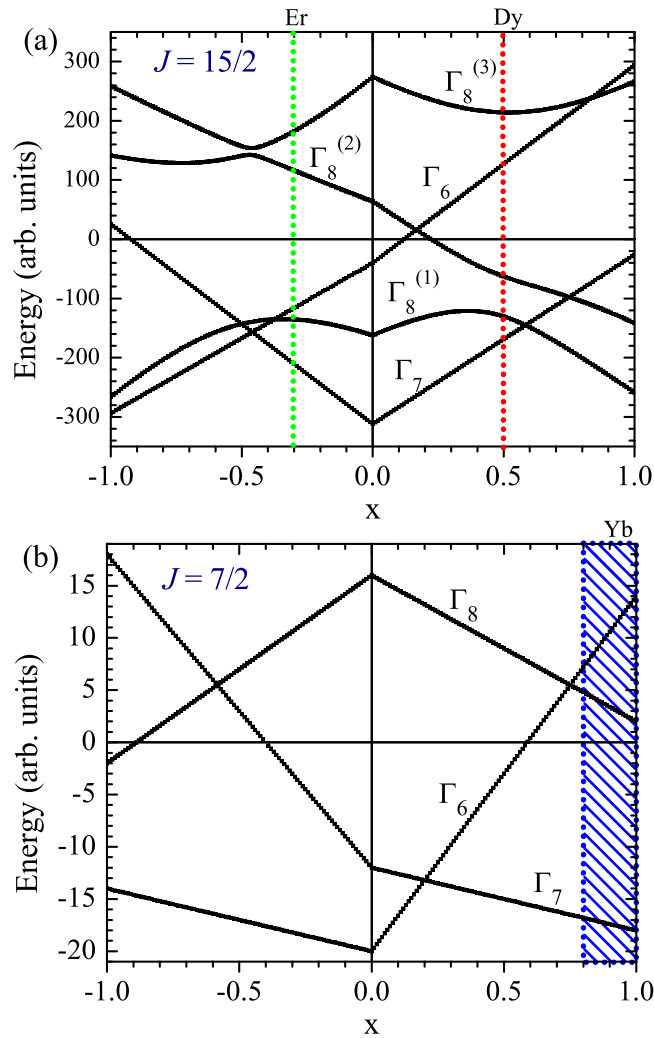 Er Dy
(a)
J = 15/2
Γ8(3)
Γ8(2)
Γ6
Γ8(1)
Γ7
300
200
100
0
-100
-200
-300
Energy (arb. units)
-1.0 -0.5 0.0 0.5 1.0
x
Yb
(b)
J = 7/2
Γ8
Γ6
Γ7
15
10
5
0
-5
-10
-15
-20
Energy (arb. units)
-1.0 -0.5 0.0 0.5 1.0
x